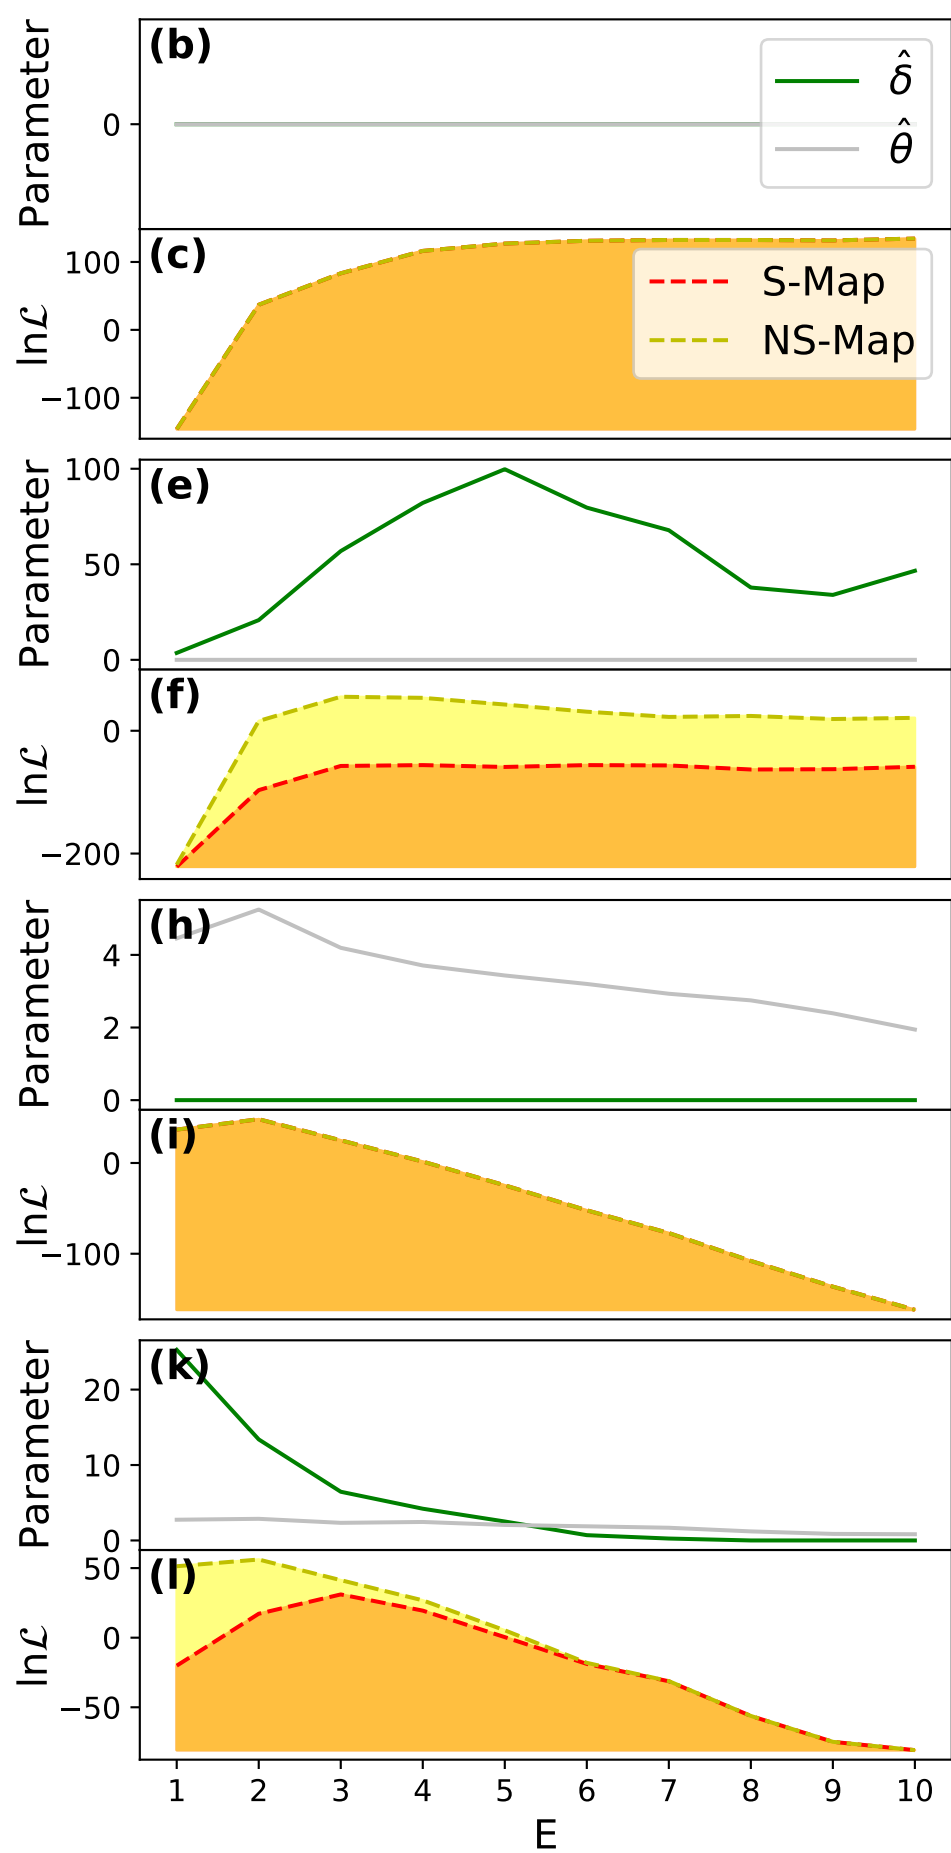 (b)
Parameter
0
δ̂
θ̂
(c)
ln𝓛
100
0
−100
S-Map
NS-Map
(e)
Parameter
100
50
0
(f)
ln𝓛
0
−200
(h)
Parameter
4
2
0
(i)
ln𝓛
0
−100
(k)
Parameter
20
10
0
(l)
ln𝓛
50
0
−50
1 2 3 4 5 6 7 8 9 10
E